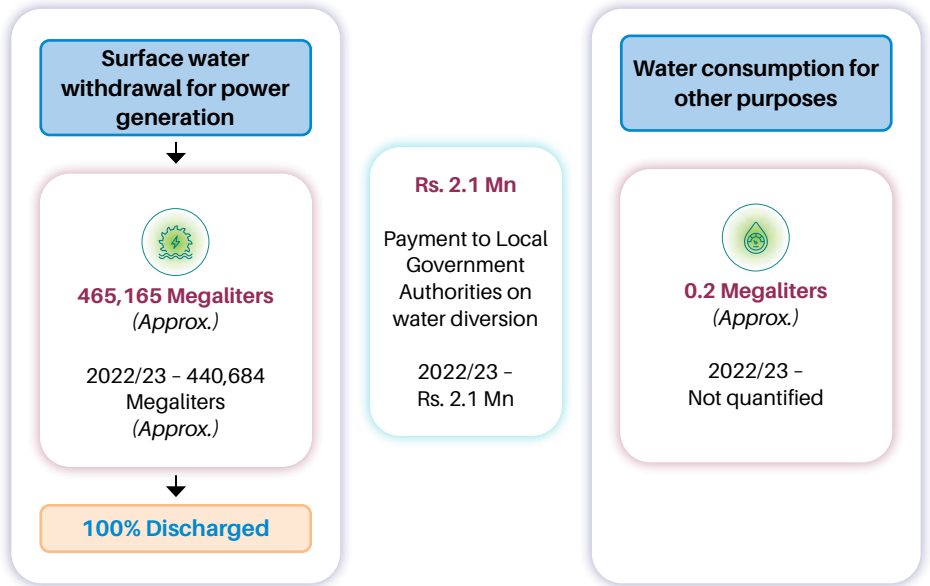 Surface water
withdrawal for power
generation
465,165 Megaliters
(Approx.)
2022/23 – 440,684
Megaliters
(Approx.)
100% Discharged
Rs. 2.1 Mn
Payment to Local
Government
Authorities on
water diversion
2022/23 –
Rs. 2.1 Mn
Water consumption for
other purposes
0.2 Megaliters
(Approx.)
2022/23 –
Not quantified